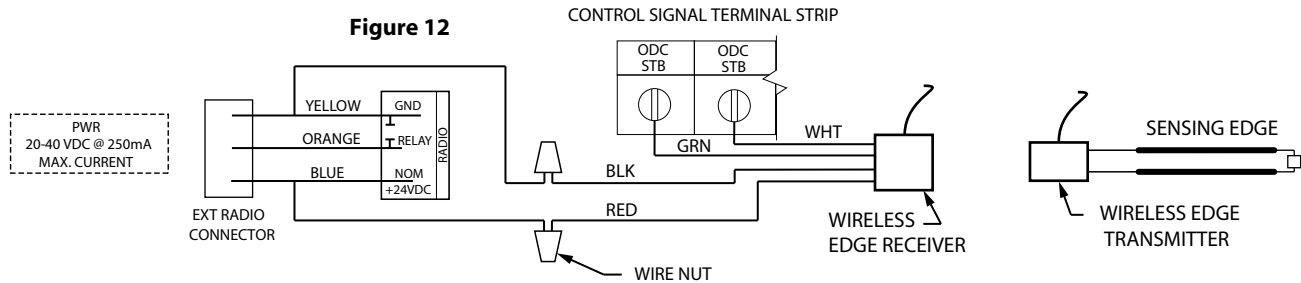 Figure 12
CONTROL SIGNAL TERMINAL STRIP
ODC
STB
ODC
STB
PWR
20-40 VDC @ 250mA
MAX. CURRENT
YELLOW
ORANGE
BLUE
GND
RELAY
NOM
+24VDC
RADIO
EXT RADIO
CONNECTOR
WHT
GRN
BLK
RED
WIRE NUT
WIRELESS
EDGE RECEIVER
SENSING EDGE
WIRELESS EDGE
TRANSMITTER